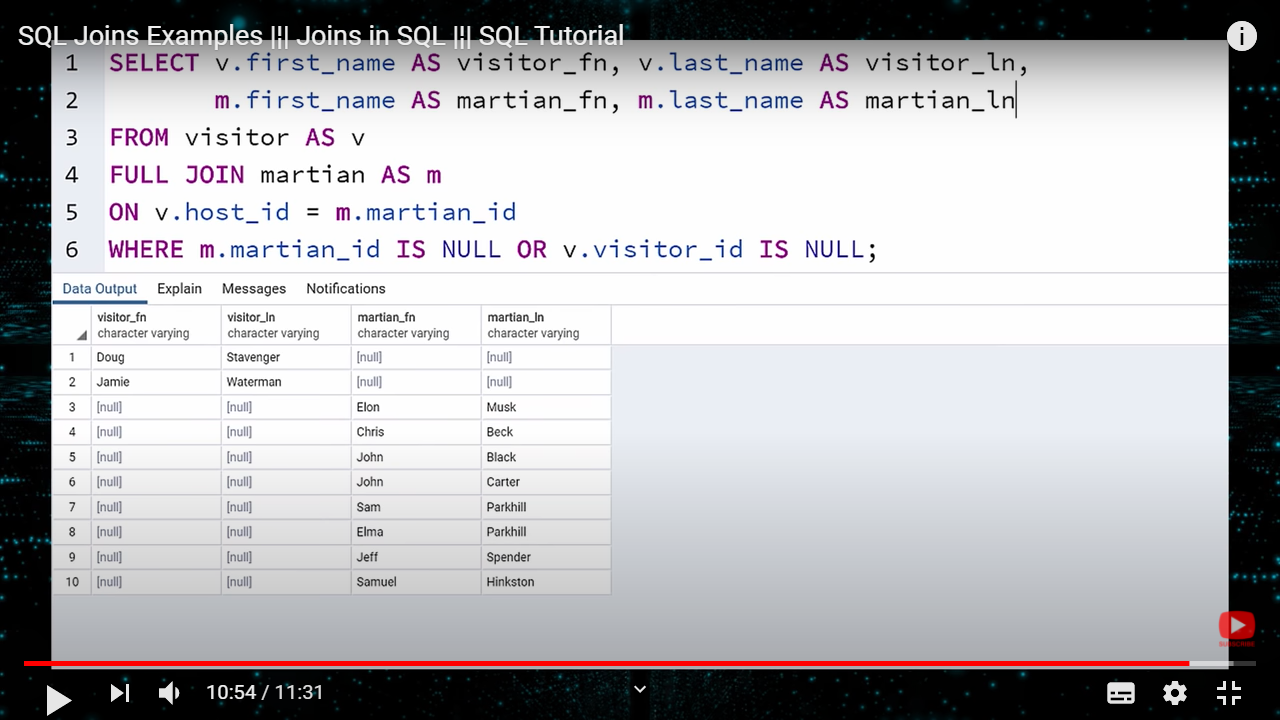 SQL Joins Examples ||| Joins in SQL ||| SQL Tutorial
1 SELECT v.first_name AS visitor_fn, v.last_name AS visitor_ln,
2 m.first_name AS martian_fn, m.last_name AS martian_ln
3 FROM visitor AS v
4 FULL JOIN martian AS m
5 ON v.host_id = m.martian_id
6 WHERE m.martian_id IS NULL OR v.visitor_id IS NULL;
Data Output Explain Messages Notifications
visitor_fn visitor_ln martian_fn martian_ln
character varying character varying character varying character varying
1 Doug Stavenger [null] [null]
2 Jamie Waterman [null] [null]
3 [null] [null] Elon Musk
4 [null] [null] Chris Beck
5 [null] [null] John Black
6 [null] [null] John Carter
7 [null] [null] Sam Parkhill
8 [null] [null] Elma Parkhill
9 [null] [null] Jeff Spender
10 [null] [null] Samuel Hinkston
SUBSCRIBE
10:54 / 11:31